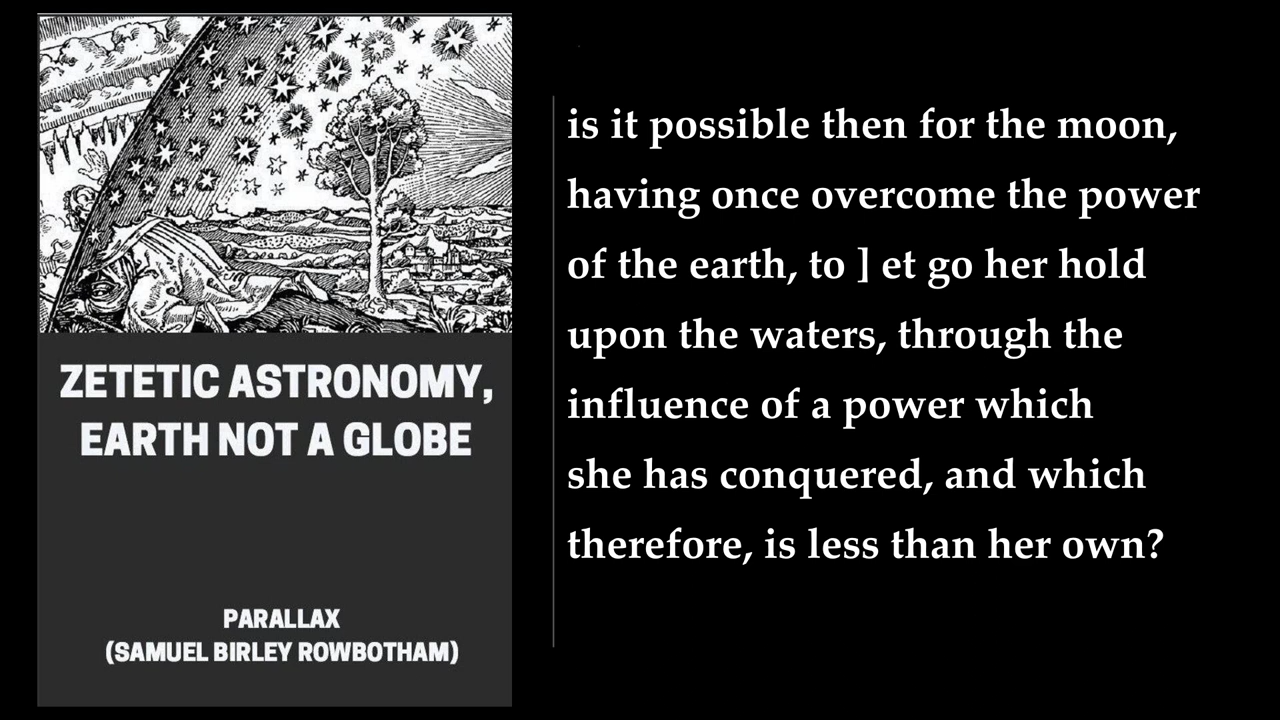 ZETETIC ASTRONOMY,
EARTH NOT A GLOBE
PARALLAX
(SAMUEL BIRLEY ROWBOTHAM)
is it possible then for the moon,
having once overcome the power
of the earth, to ] et go her hold
upon the waters, through the
influence of a power which
she has conquered, and which
therefore, is less than her own?